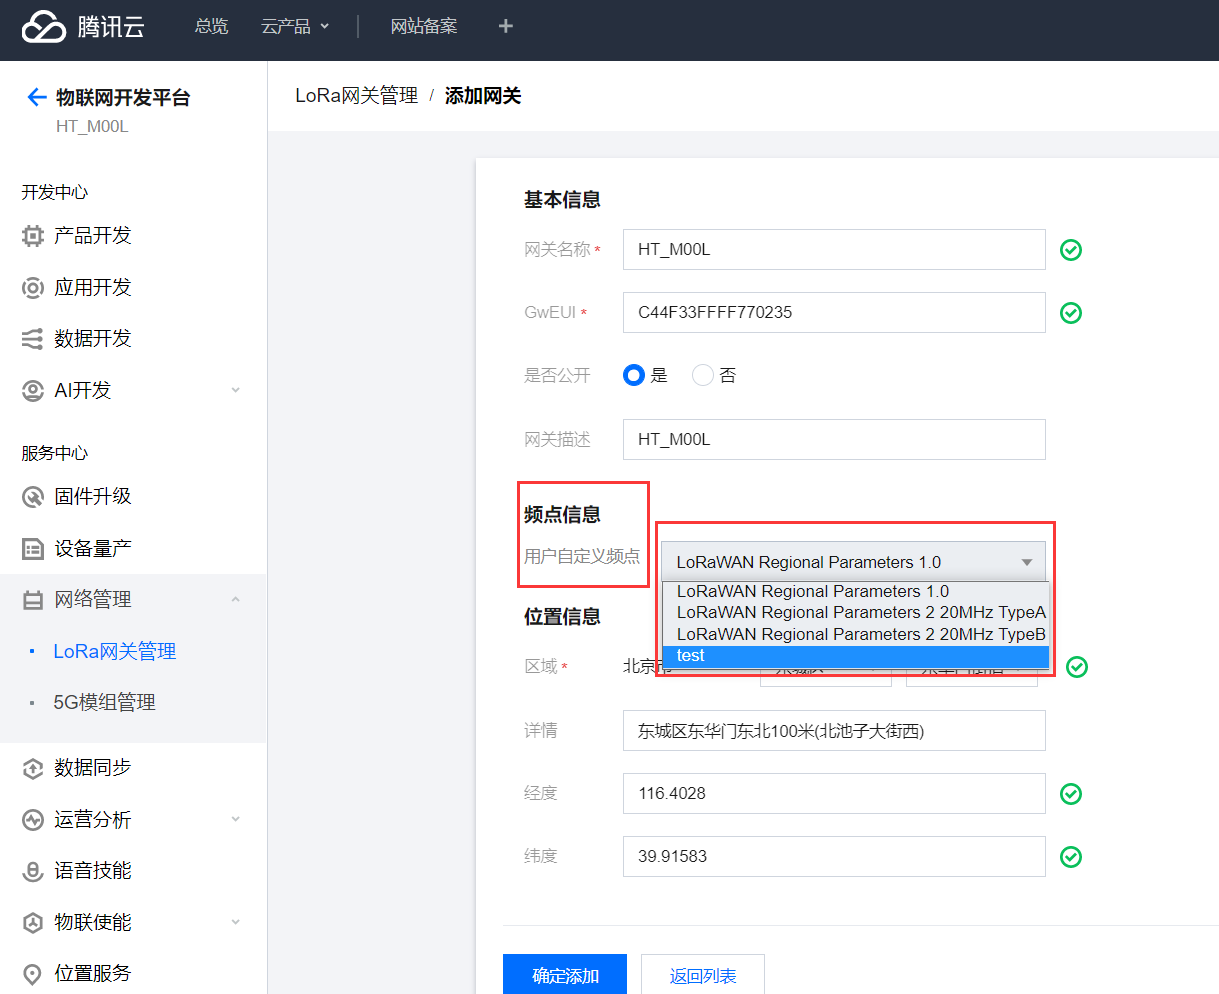 腾讯云 总览 云产品 网站备案 +
物联网开发平台
HT_M00L
开发中心
产品开发
应用开发
数据开发
AI开发
服务中心
固件升级
设备量产
网络管理
LoRa网关管理
5G模组管理
数据同步
运营分析
语音技能
物联使能
位置服务
LoRa网关管理 / 添加网关
基本信息
网关名称 * HT_M00L
GwEUI * C44F33FFFF770235
是否公开 是 否
网关描述 HT_M00L
频点信息
用户自定义频点 LoRaWAN Regional Parameters 1.0
LoRaWAN Regional Parameters 1.0
LoRaWAN Regional Parameters 2 20MHz TypeA
LoRaWAN Regional Parameters 2 20MHz TypeB
test
位置信息
区域 * 北京市
详情 东城区东华门东北100米(北池子大街西)
经度 116.4028
纬度 39.91583
确定添加 返回列表